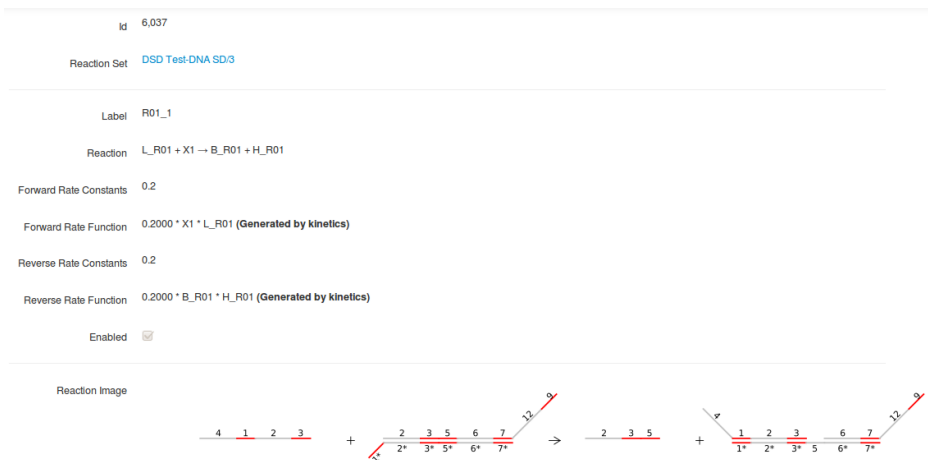 Id 6,037
Reaction Set DSD Test-DNA SD/3
Label R01_1
Reaction L_R01 + X1 → B_R01 + H_R01
Forward Rate Constants 0.2
Forward Rate Function 0.2000 * X1 * L_R01 (Generated by kinetics)
Reverse Rate Constants 0.2
Reverse Rate Function 0.2000 * B_R01 * H_R01 (Generated by kinetics)
Enabled
Reaction Image
9 9
12 4 12
4 1 2 3 + 2 3 5 6 7 → 2 3 5 + 1 2 3 6 7
1* 2* 3* 5* 6* 7* 1* 2* 3* 5 6* 7*